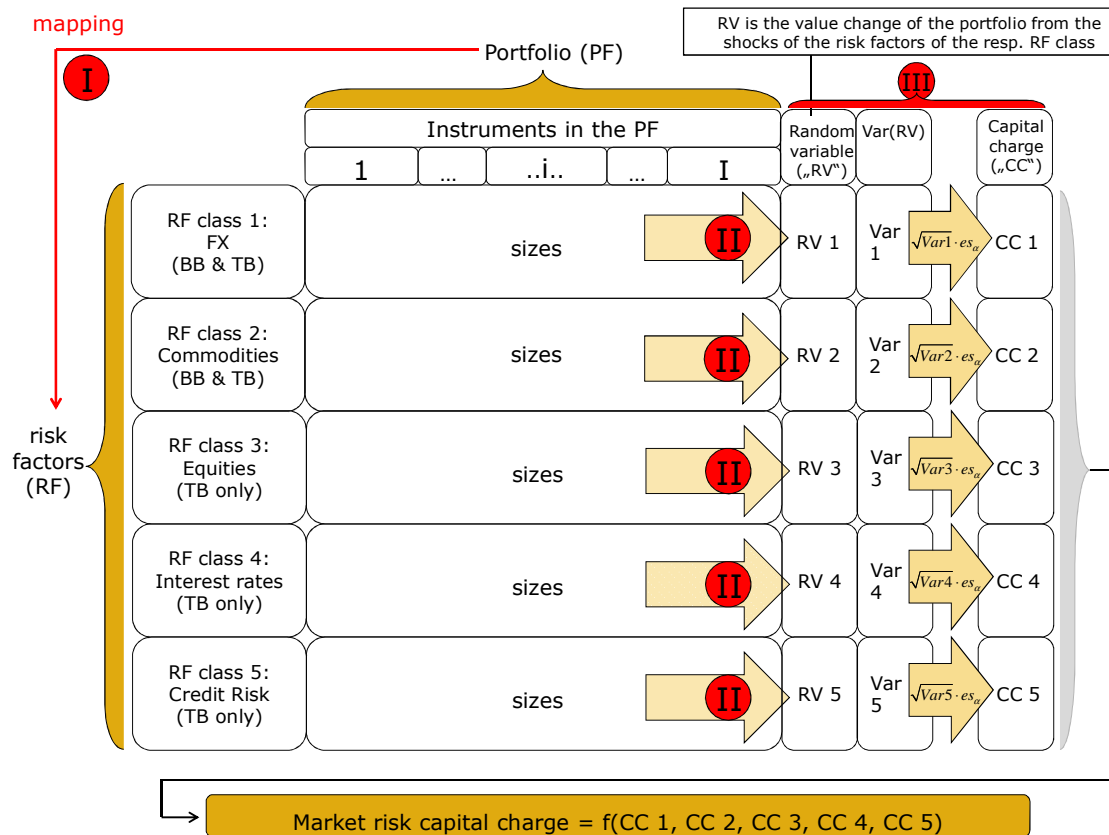 mapping
RV is the value change of the portfolio from the
shocks of the risk factors of the resp. RF class
I
Portfolio (PF)
III
Instruments in the PF
Random
variable
(„RV“)
Var(RV)
Capital
charge
(„CC“)
1
...
..i..
...
I
RF class 1:
FX
(BB & TB)
sizes
II
RV 1
Var
1
√Var1 · es_α
CC 1
RF class 2:
Commodities
(BB & TB)
sizes
II
RV 2
Var
2
√Var2 · es_α
CC 2
risk
factors
(RF)
RF class 3:
Equities
(TB only)
sizes
II
RV 3
Var
3
√Var3 · es_α
CC 3
RF class 4:
Interest rates
(TB only)
sizes
II
RV 4
Var
4
√Var4 · es_α
CC 4
RF class 5:
Credit Risk
(TB only)
sizes
II
RV 5
Var
5
√Var5 · es_α
CC 5
Market risk capital charge = f(CC 1, CC 2, CC 3, CC 4, CC 5)